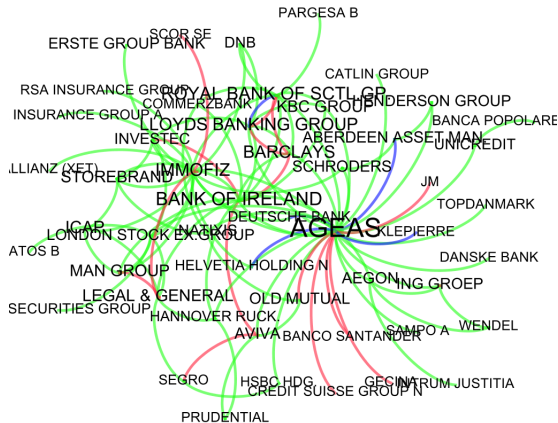 PARGESA B
SCOR SE
ERSTE GROUP BANK
DNB
CATLIN GROUP
RSA INSURANCE GROUP
ROYAL BANK OF SCTL.GP
COMMERZBANK
KBC GROUP
HENDERSON GROUP
INSURANCE GROUP A
LLOYDS BANKING GROUP
BANCA POPOLARE
INVESTEC
ABERDEEN ASSET MAN.
UNICREDIT
BARCLAYS
SCHRODERS
ALLIANZ (XET)
STOREBRAND
IMMOFIZ
JM
BANK OF IRELAND
TOPDANMARK
DEUTSCHE BANK
AGEAS
KLEPIERRE
ICAP
LONDON STOCK EX.GROUP
NATIXIS
ATOS B
DANSKE BANK
HELVETIA HOLDING N
MAN GROUP
AEGON
ING GROEP
LEGAL & GENERAL
OLD MUTUAL
SECURITIES GROUP
HANNOVER RUCK.
AVIVA
BANCO SANTANDER
SAMPO A
WENDEL
SEGRO
HSBC HDG
CREDIT SUISSE GROUP N
GECINA
INTRUM JUSTITIA
PRUDENTIAL